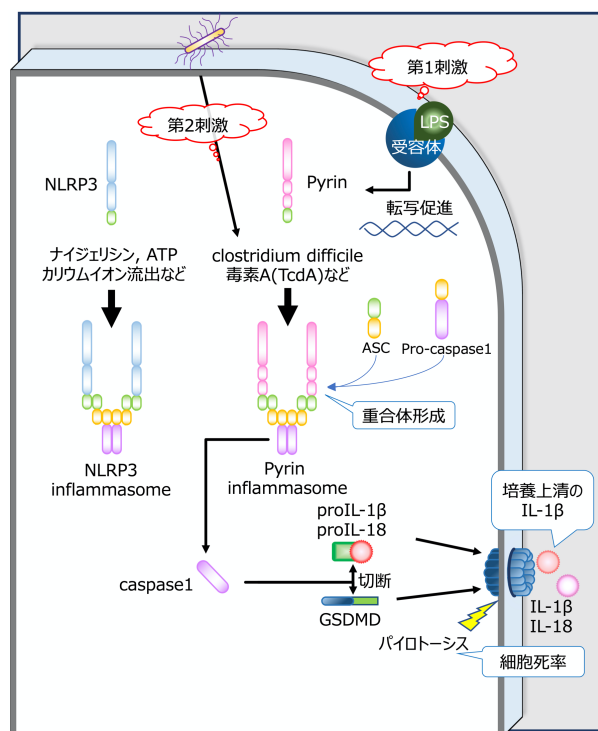 第1刺激
LPS
受容体
第2刺激
NLRP3
Pyrin
転写促進
ナイジェリシン, ATP
カリウムイオン流出など
clostridium difficile
毒素A(TcdA)など
ASC
Pro-caspase1
重合体形成
NLRP3
inflammasome
Pyrin
inflammasome
培養上清の
IL-1β
proIL-1β
proIL-18
caspase1
切断
GSDMD
IL-1β
IL-18
パイロトーシス
細胞死率